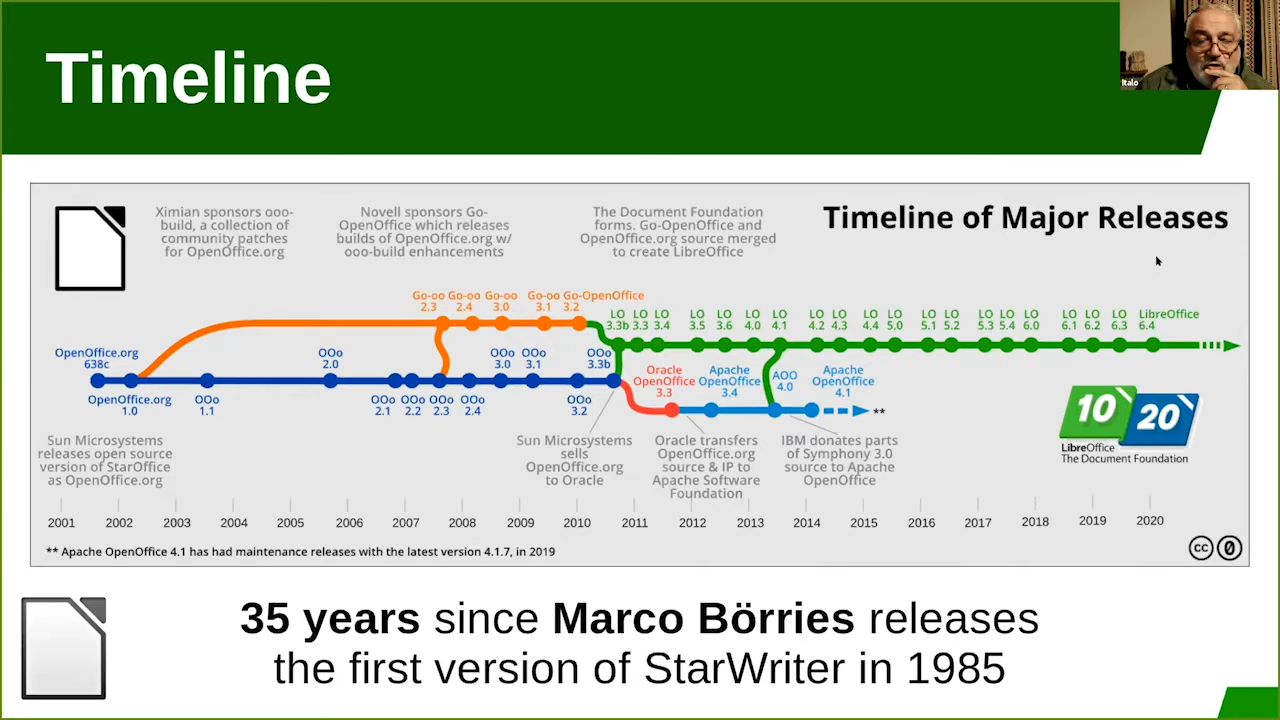 Timeline
Italo
Timeline of Major Releases
Ximian sponsors ooo-
build, a collection of
community patches
for OpenOffice.org
Novell sponsors Go-
OpenOffice which releases
builds of OpenOffice.org w/
ooo-build enhancements
The Document Foundation
forms. Go-OpenOffice and
OpenOffice.org source merged
to create LibreOffice
Go-oo
2.3
Go-oo
2.4
Go-oo
3.0
Go-oo
3.1
Go-OpenOffice
3.2
LO
3.3b
LO
3.3
LO
3.4
LO
3.5
LO
3.6
LO
4.0
LO
4.1
LO
4.2
LO
4.3
LO
4.4
LO
5.0
LO
5.1
LO
5.2
LO
5.3
LO
5.4
LO
6.0
LO
6.1
LO
6.2
LO
6.3
LibreOffice
6.4
OpenOffice.org
638c
OpenOffice.org
1.0
OOo
1.1
OOo
2.0
OOo
2.1
OOo
2.2
OOo
2.3
OOo
2.4
OOo
3.0
OOo
3.1
OOo
3.2
OOo
3.3b
Oracle
OpenOffice
3.3
Apache
OpenOffice
3.4
AOO
4.0
Apache
OpenOffice
4.1
**
Sun Microsystems
releases open source
version of StarOffice
as OpenOffice.org
Sun Microsystems
sells
OpenOffice.org
to Oracle
Oracle transfers
OpenOffice.org
source & IP to
Apache Software
Foundation
IBM donates parts
of Symphony 3.0
source to Apache
OpenOffice
10 20
LibreOffice
The Document Foundation
2001 2002 2003 2004 2005 2006 2007 2008 2009 2010 2011 2012 2013 2014 2015 2016 2017 2018 2019 2020
** Apache OpenOffice 4.1 has had maintenance releases with the latest version 4.1.7, in 2019
cc 0
35 years since Marco Börries releases
the first version of StarWriter in 1985